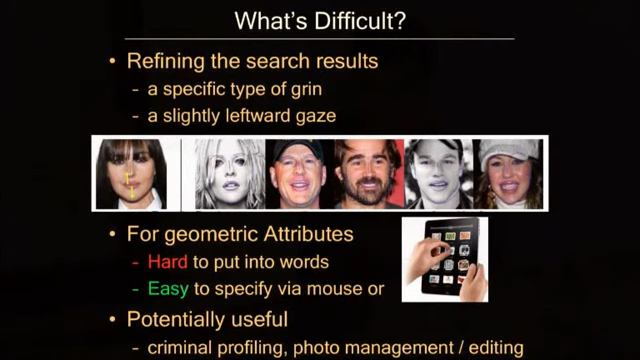 What's Difficult?
• Refining the search results
- a specific type of grin
- a slightly leftward gaze
• For geometric Attributes
- Hard to put into words
- Easy to specify via mouse or
• Potentially useful
- criminal profiling, photo management / editing